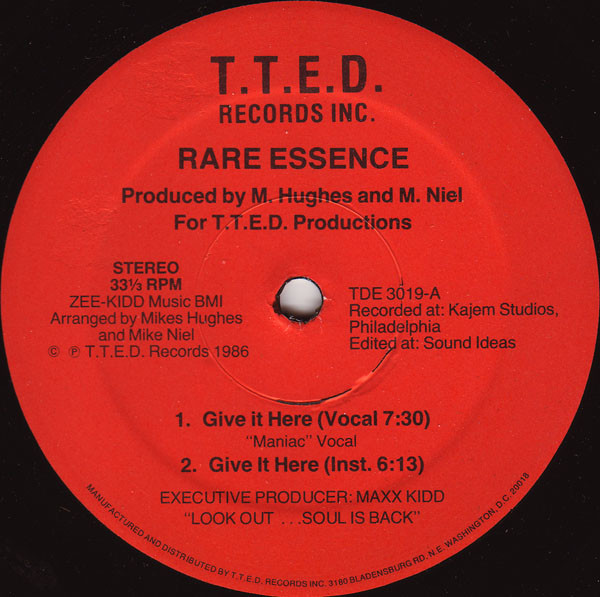 T.T.E.D.
RECORDS INC.
RARE ESSENCE
Produced by M. Hughes and M. Niel
For T.T.E.D. Productions
STEREO
33⅓ RPM
ZEE-KIDD Music BMI
Arranged by Mikes Hughes
and Mike Niel
© ℗ T.T.E.D. Records 1986
TDE 3019-A
Recorded at: Kajem Studios,
Philadelphia
Edited at: Sound Ideas
1. Give it Here (Vocal 7:30)
"Maniac" Vocal
2. Give It Here (Inst. 6:13)
EXECUTIVE PRODUCER: MAXX KIDD
"LOOK OUT . . . SOUL IS BACK"
MANUFACTURED AND DISTRIBUTED BY T.T.E.D. RECORDS INC. 3180 BLADENSBURG RD, N.E. WASHINGTON, D.C. 20018